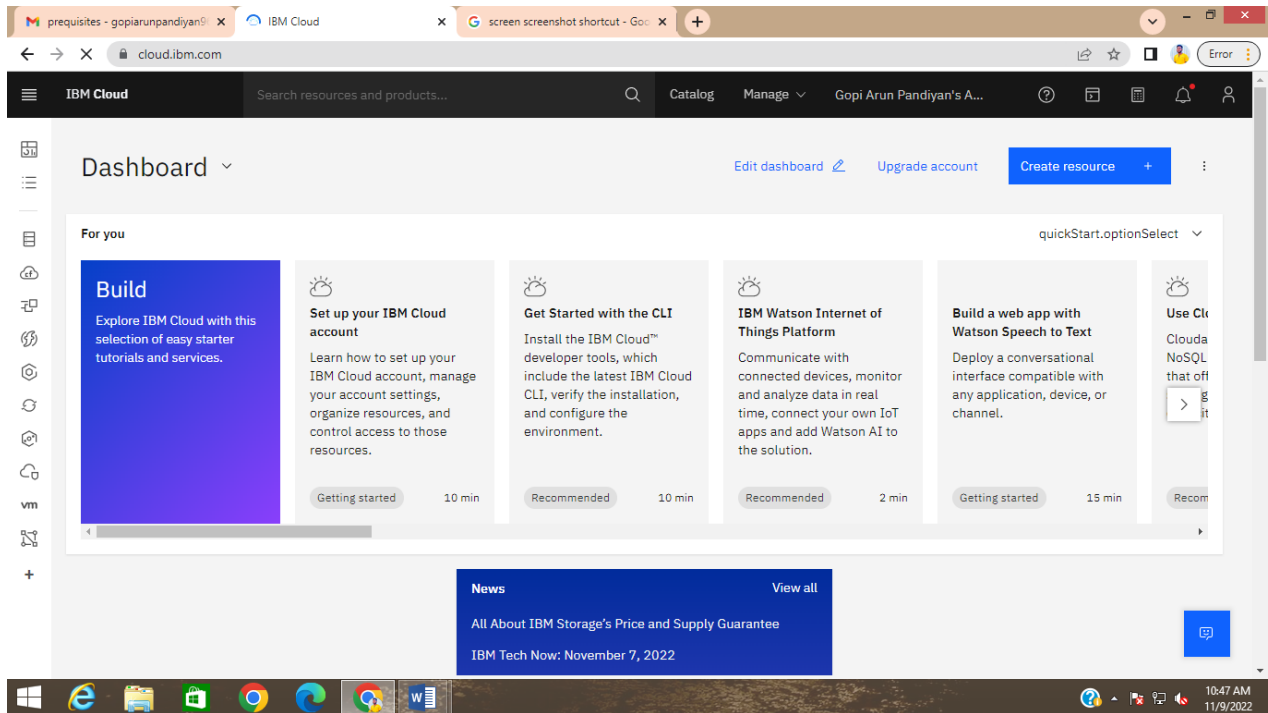 prequisites - gopiarunpandiyan9
IBM Cloud
screen screenshot shortcut - Goo
cloud.ibm.com
Error
IBM Cloud
Search resources and products...
Catalog
Manage
Gopi Arun Pandiyan's A...
Dashboard
Edit dashboard
Upgrade account
Create resource +
For you
quickStart.optionSelect
Build
Explore IBM Cloud with this
selection of easy starter
tutorials and services.
Set up your IBM Cloud
account
Learn how to set up your
IBM Cloud account, manage
your account settings,
organize resources, and
control access to those
resources.
Getting started 10 min
Get Started with the CLI
Install the IBM Cloud™
developer tools, which
include the latest IBM Cloud
CLI, verify the installation,
and configure the
environment.
Recommended 10 min
IBM Watson Internet of
Things Platform
Communicate with
connected devices, monitor
and analyze data in real
time, connect your own IoT
apps and add Watson AI to
the solution.
Recommended 2 min
Build a web app with
Watson Speech to Text
Deploy a conversational
interface compatible with
any application, device, or
channel.
Getting started 15 min
Use Clo
Clouda
NoSQL
that off
Recom
vm
News
View all
All About IBM Storage's Price and Supply Guarantee
IBM Tech Now: November 7, 2022
10:47 AM
11/9/2022